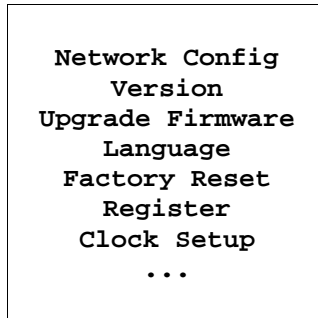 Network Config
Version
Upgrade Firmware
Language
Factory Reset
Register
Clock Setup
...